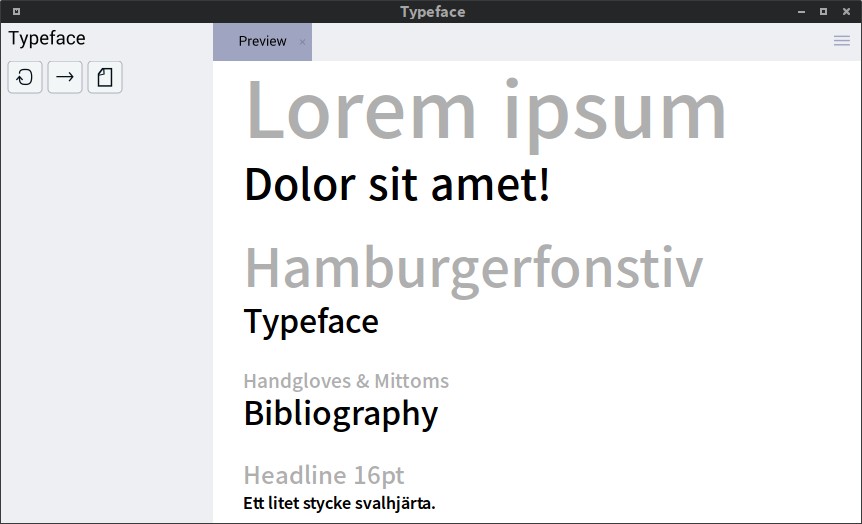 Typeface
Typeface
Preview ×
Lorem ipsum
Dolor sit amet!
Hamburgerfonstiv
Typeface
Handgloves & Mittoms
Bibliography
Headline 16pt
Ett litet stycke svalhjärta.